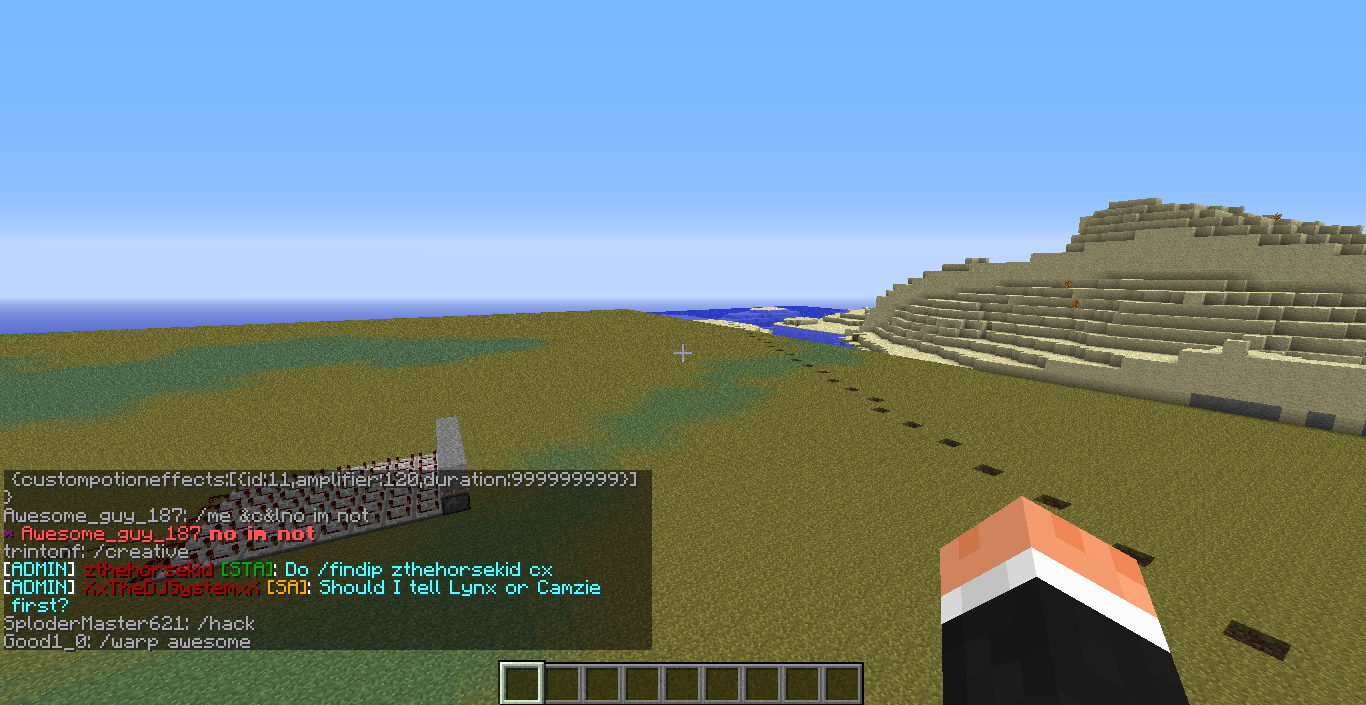 {custompotioneffects:[{id:11,amplifier:120,duration:9999999999}]
}
Awesome_guy_187: /me &c&lno im not
* Awesome_guy_187 no im not
trintonf: /creative
[ADMIN] zthehorsekid [STA]: Do /findip zthehorsekid cx
[ADMIN] XxTheDJSystemxX [SA]: Should I tell Lynx or Camzie
first?
SploderMaster621: /hack
Good1_0: /warp awesome